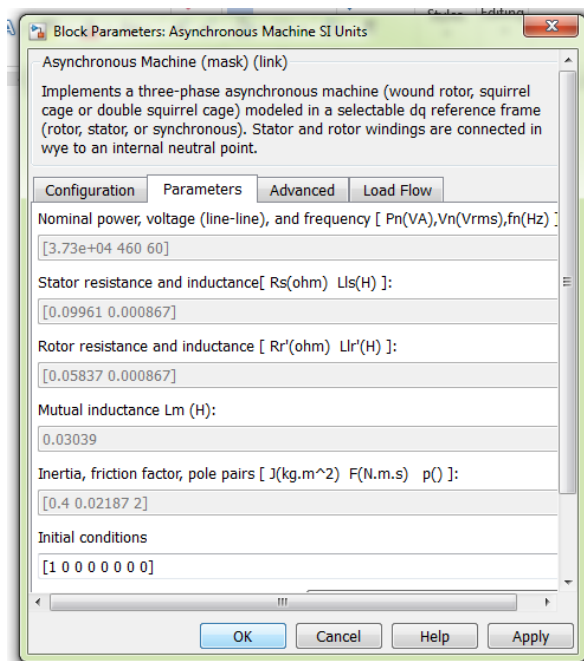 Styles Editing
Block Parameters: Asynchronous Machine SI Units
Asynchronous Machine (mask) (link)
Implements a three-phase asynchronous machine (wound rotor, squirrel
cage or double squirrel cage) modeled in a selectable dq reference frame
(rotor, stator, or synchronous). Stator and rotor windings are connected in
wye to an internal neutral point.
Configuration Parameters Advanced Load Flow
Nominal power, voltage (line-line), and frequency [ Pn(VA),Vn(Vrms),fn(Hz) ]
[3.73e+04 460 60]
Stator resistance and inductance[ Rs(ohm) Lls(H) ]:
[0.09961 0.000867]
Rotor resistance and inductance [ Rr'(ohm) Llr'(H) ]:
[0.05837 0.000867]
Mutual inductance Lm (H):
0.03039
Inertia, friction factor, pole pairs [ J(kg.m^2) F(N.m.s) p() ]:
[0.4 0.02187 2]
Initial conditions
[1 0 0 0 0 0 0 0]
OK Cancel Help Apply